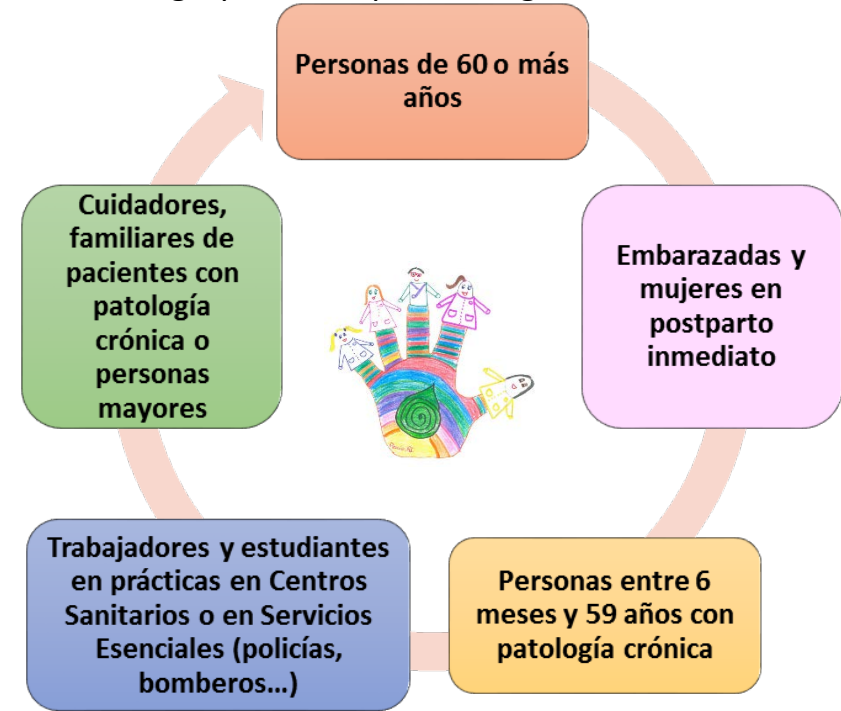 Personas de 60 o más
años
Embarazadas y
mujeres en
postparto
inmediato
Personas entre 6
meses y 59 años con
patología crónica
Trabajadores y estudiantes
en prácticas en Centros
Sanitarios o en Servicios
Esenciales (policías,
bomberos...)
Cuidadores,
familiares de
pacientes con
patología
crónica o
personas
mayores